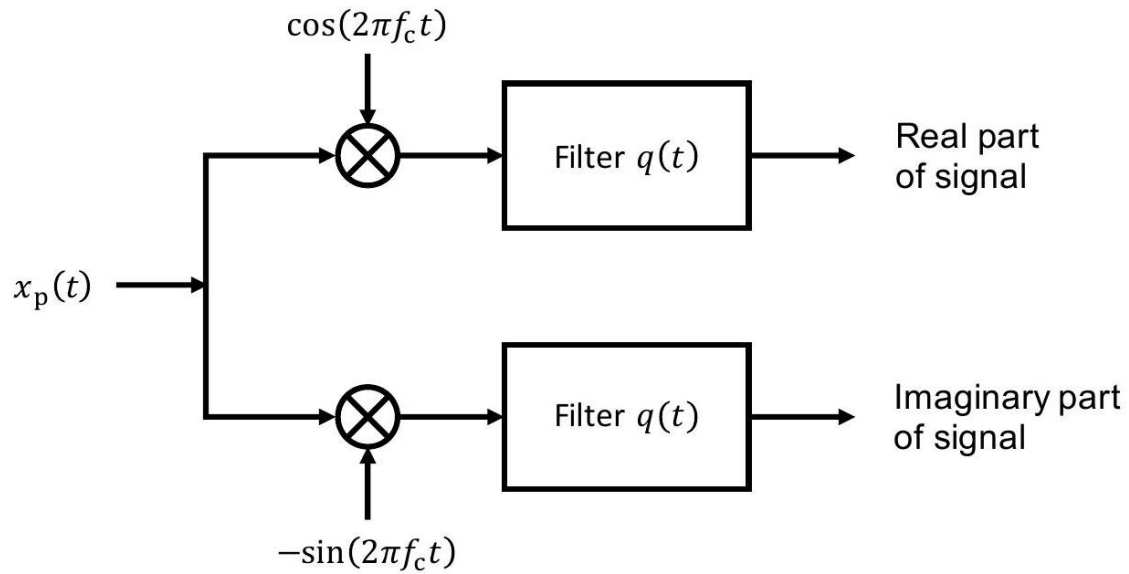 cos(2πf_c t)
Filter q(t)
Real part
of signal
x_p(t)
Filter q(t)
Imaginary part
of signal
−sin(2πf_c t)